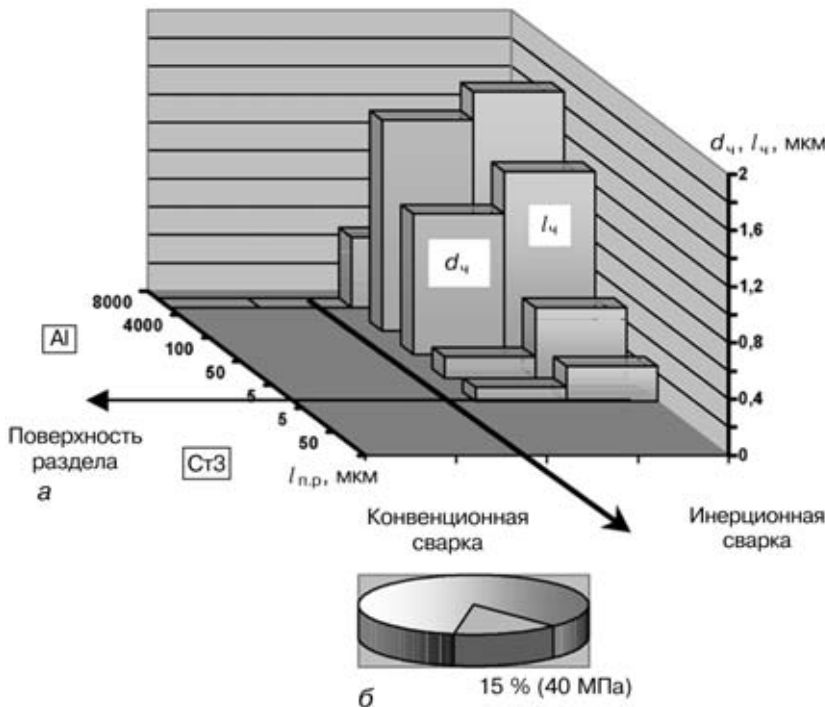 dч, lч, мкм
2
1,6
1,2
0,8
0,4
0
lч
dч
8000
4000
100
50
5
5
50
Al
Поверхность
раздела
Ст3
а
lп.р, мкм
Конвенционная
сварка
Инерционная
сварка
15 % (40 МПа)
б